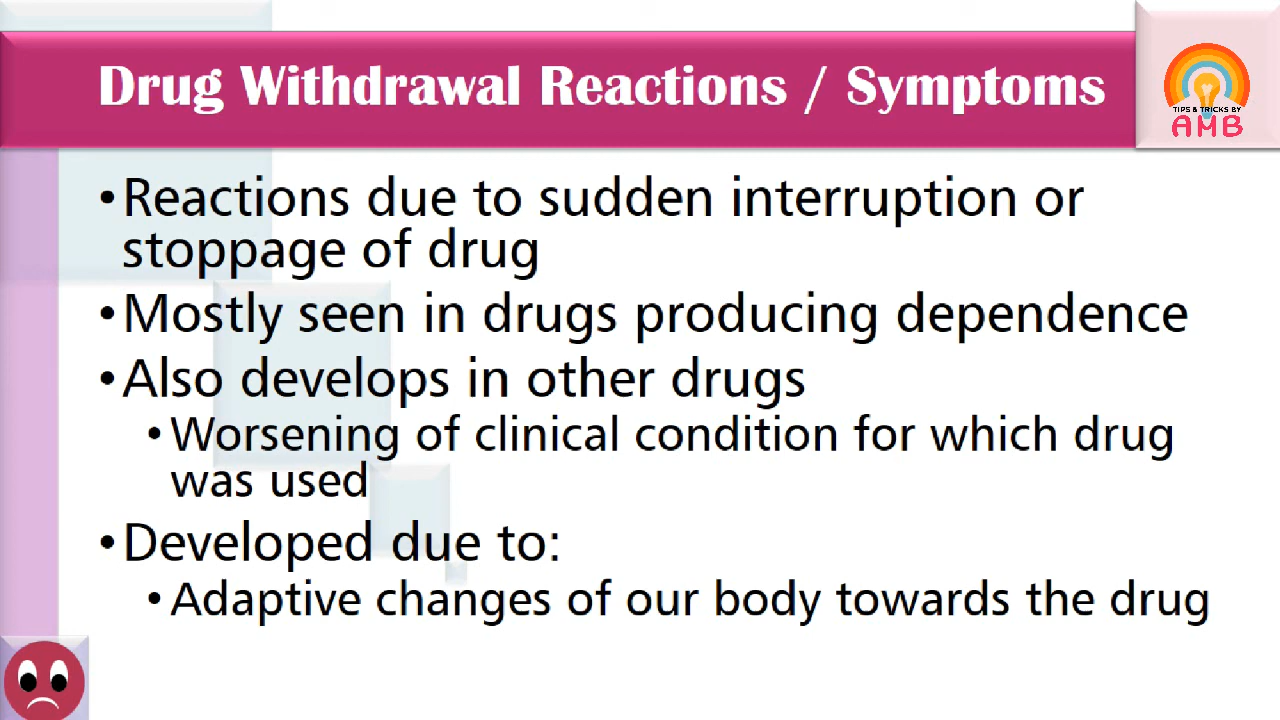 Drug Withdrawal Reactions / Symptoms
TIPS & TRICKS BY
AMB
•Reactions due to sudden interruption or
stoppage of drug
•Mostly seen in drugs producing dependence
•Also develops in other drugs
•Worsening of clinical condition for which drug
was used
•Developed due to:
•Adaptive changes of our body towards the drug